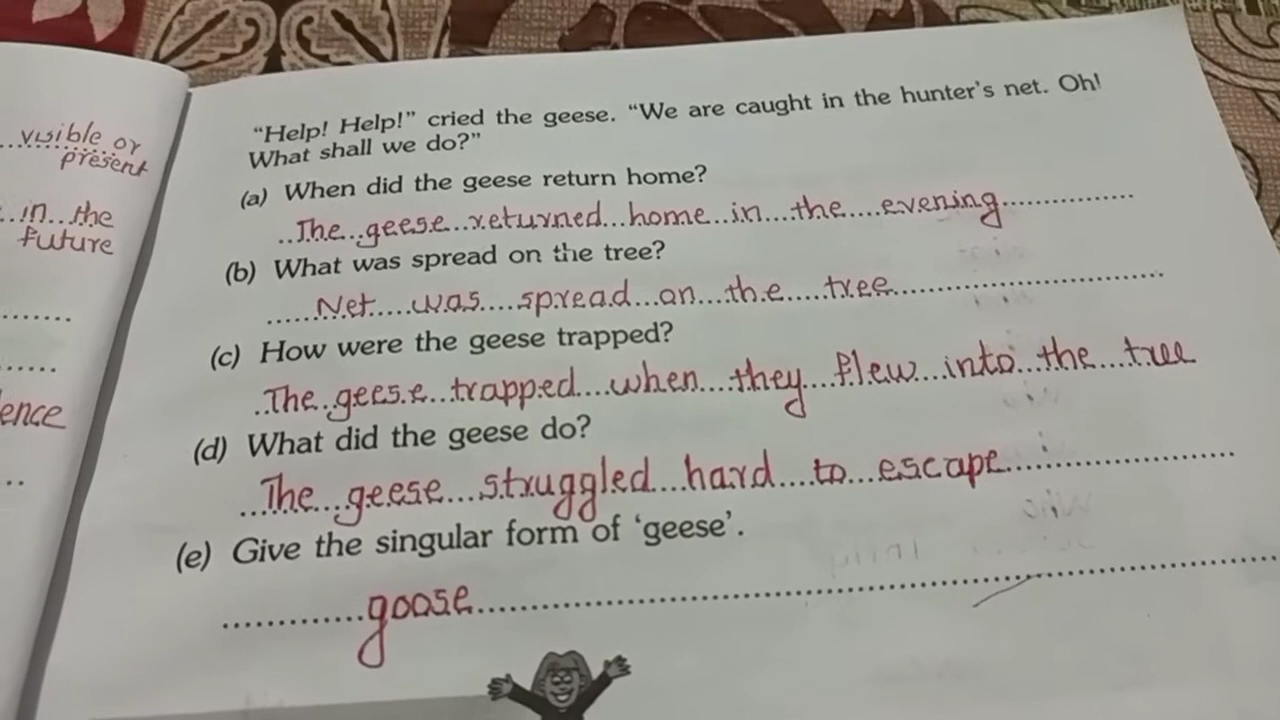 visible or
present
in the
future
ence
"Help! Help!" cried the geese. "We are caught in the hunter's net. Oh!
What shall we do?"
(a) When did the geese return home?
The geese returned home in the evening
(b) What was spread on the tree?
Net was spread on the tree
(c) How were the geese trapped?
The geese trapped when they flew into the tree
(d) What did the geese do?
The geese struggled hard to escape
(e) Give the singular form of 'geese'.
goose